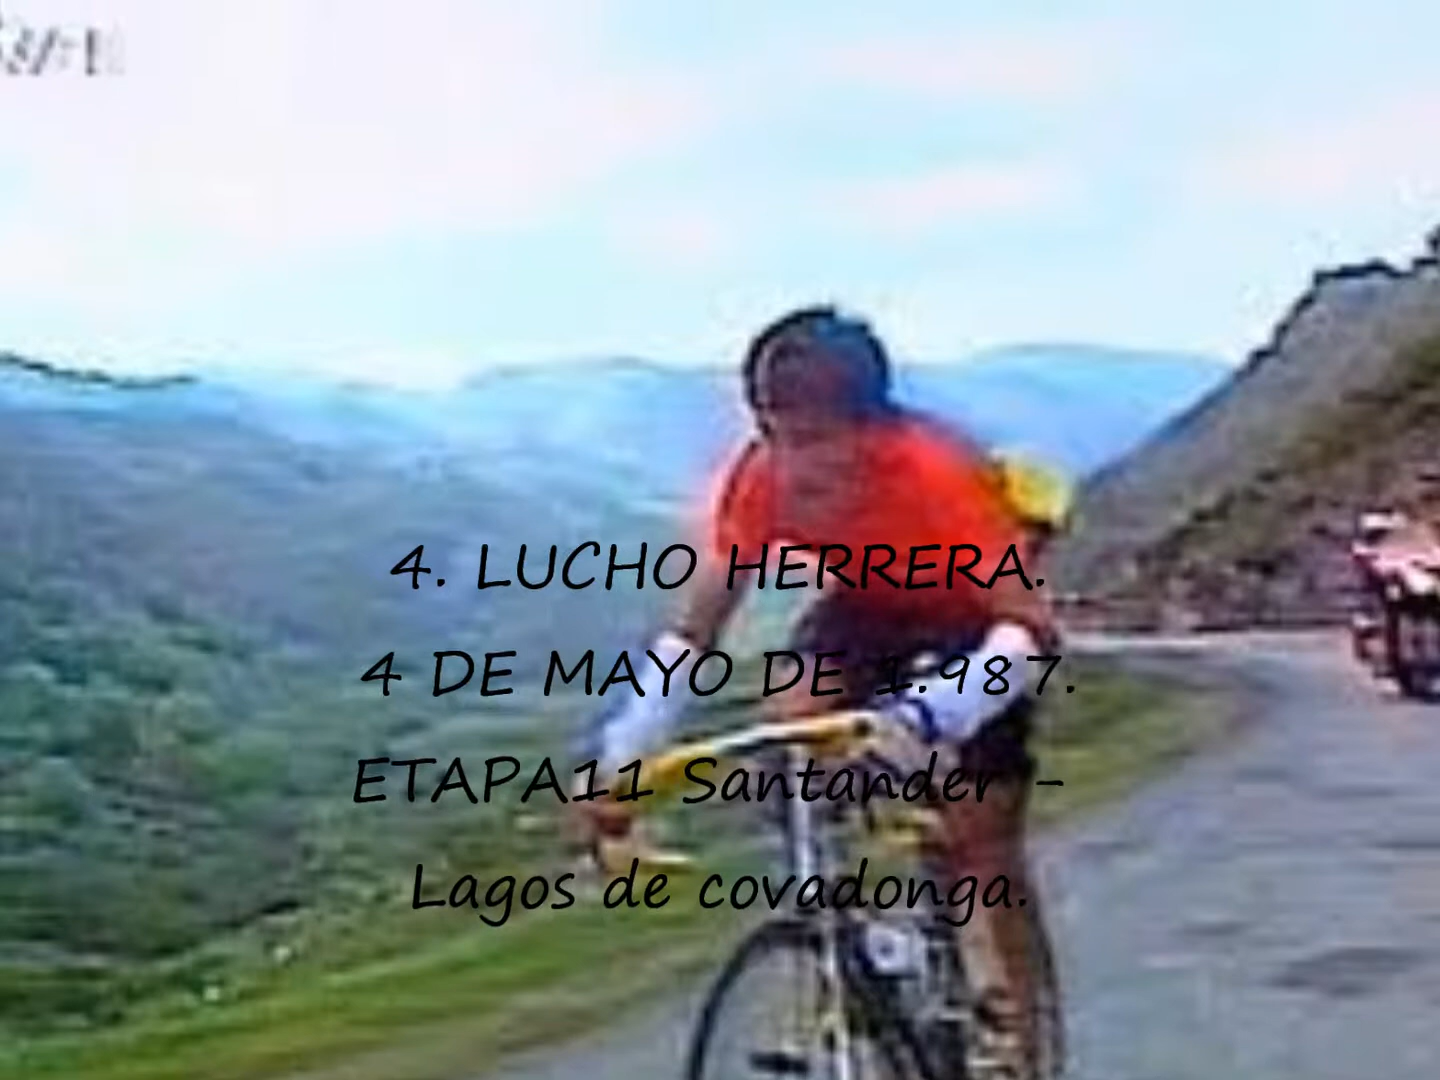 4. LUCHO HERRERA.
4 DE MAYO DE 1.987.
ETAPA11 Santander -
Lagos de covadonga.